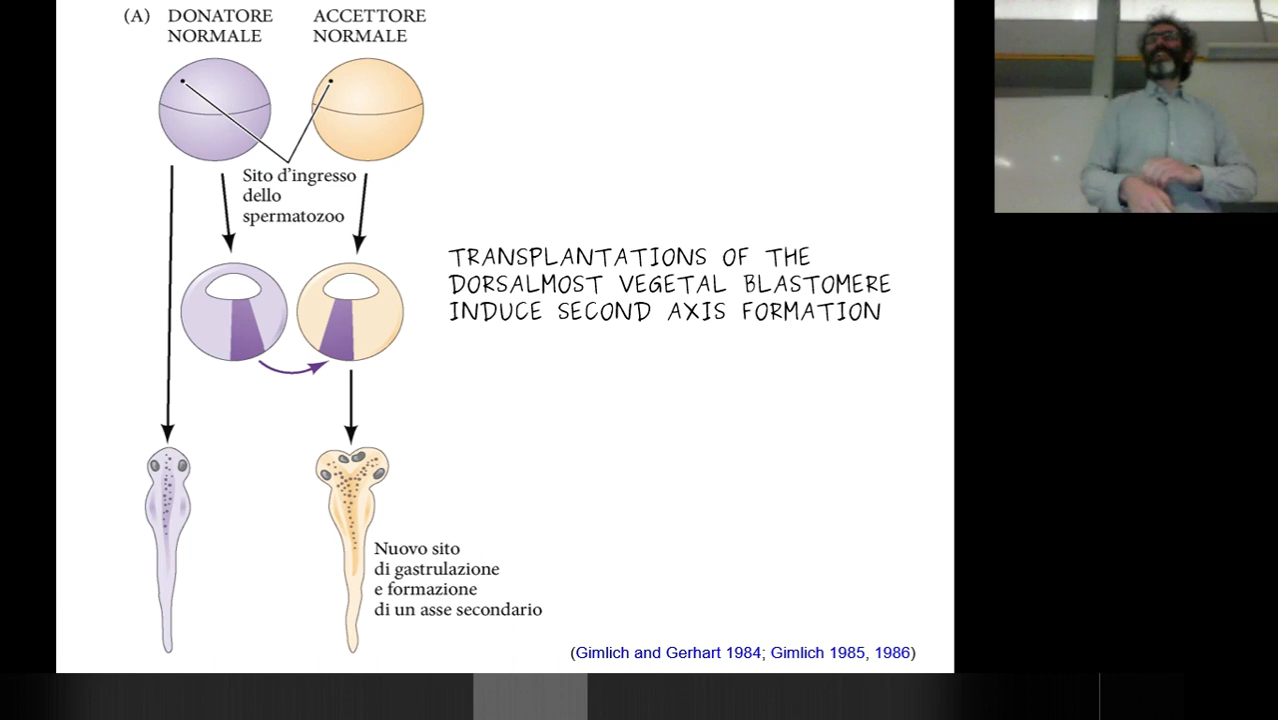 (A) DONATORE NORMALE
ACCETTORE NORMALE
Sito d'ingresso
dello
spermatozoo
TRANSPLANTATIONS OF THE
DORSALMOST VEGETAL BLASTOMERE
INDUCE SECOND AXIS FORMATION
Nuovo sito
di gastrulazione
e formazione
di un asse secondario
(Gimlich and Gerhart 1984; Gimlich 1985, 1986)